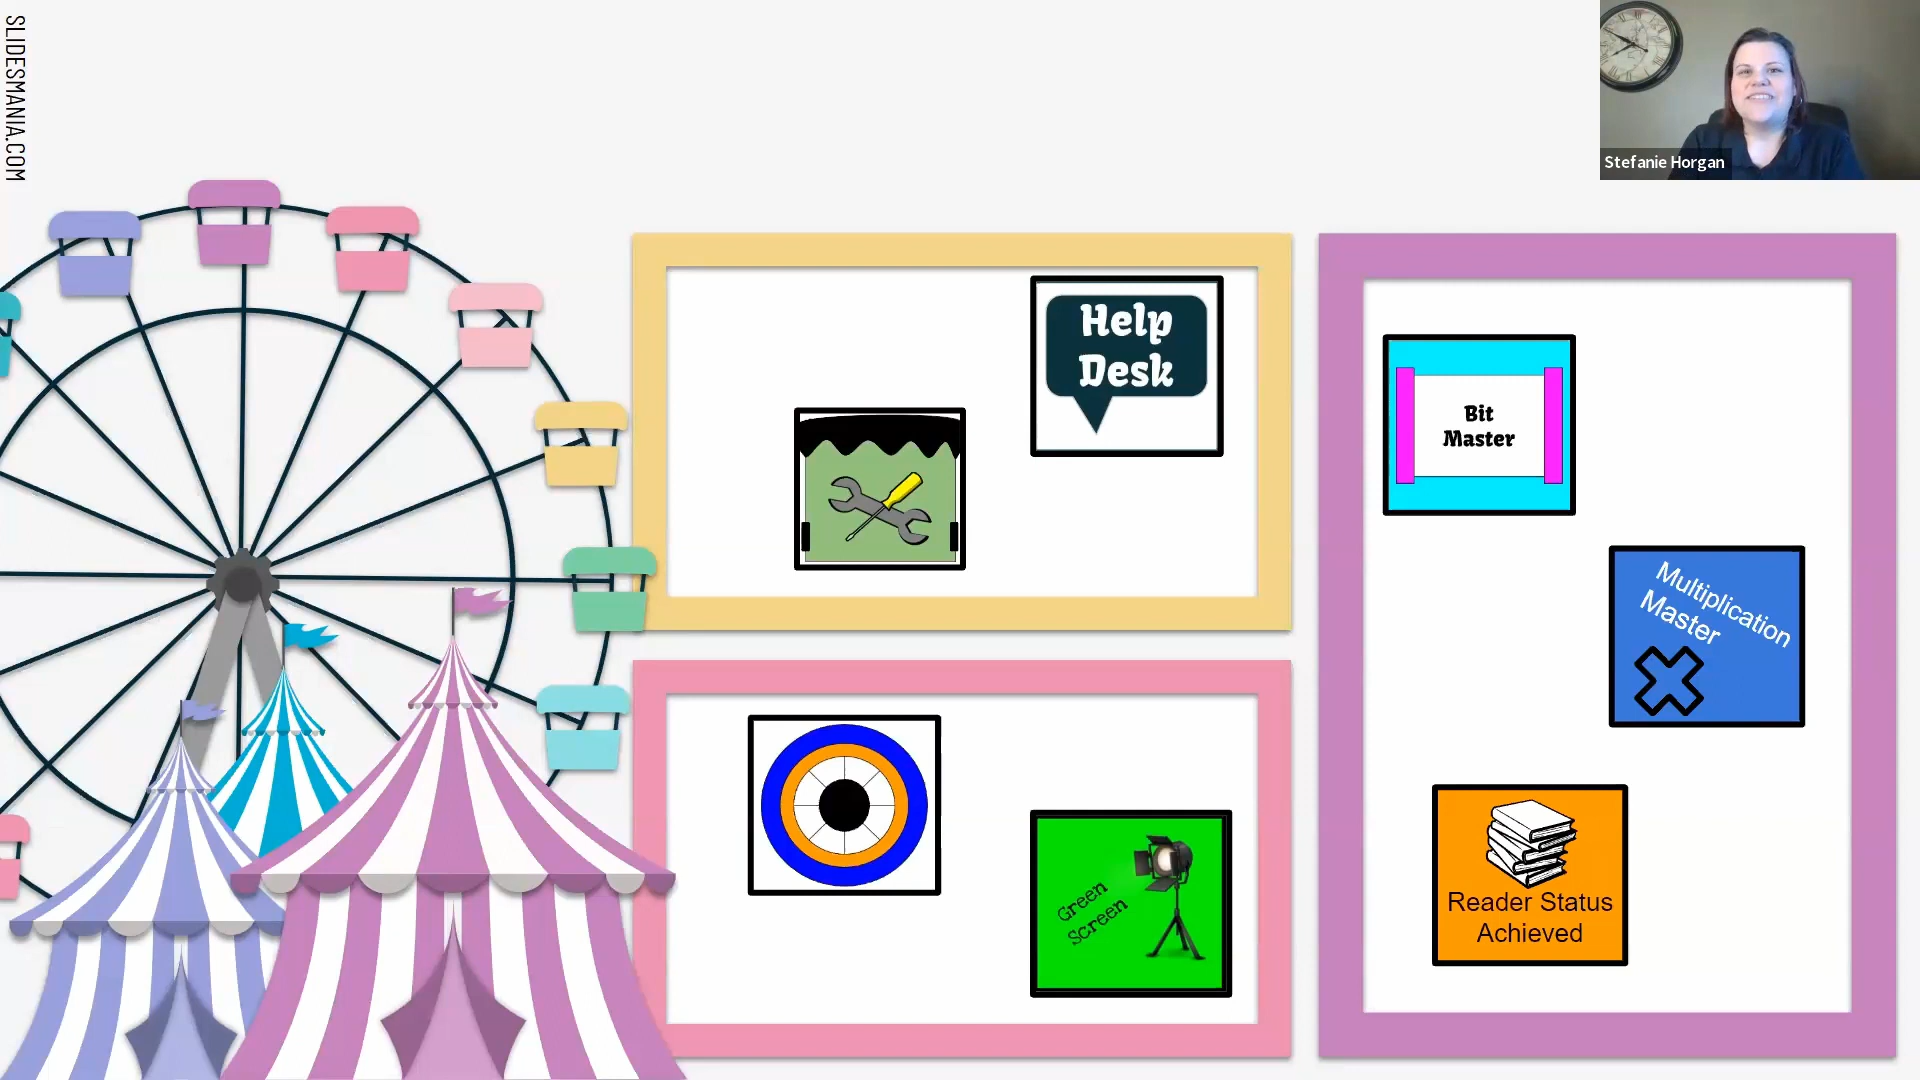 SLIDESMANIA.COM
Stefanie Horgan
Help
Desk
Bit
Master
Multiplication
Master
Green
Screen
Reader Status
Achieved